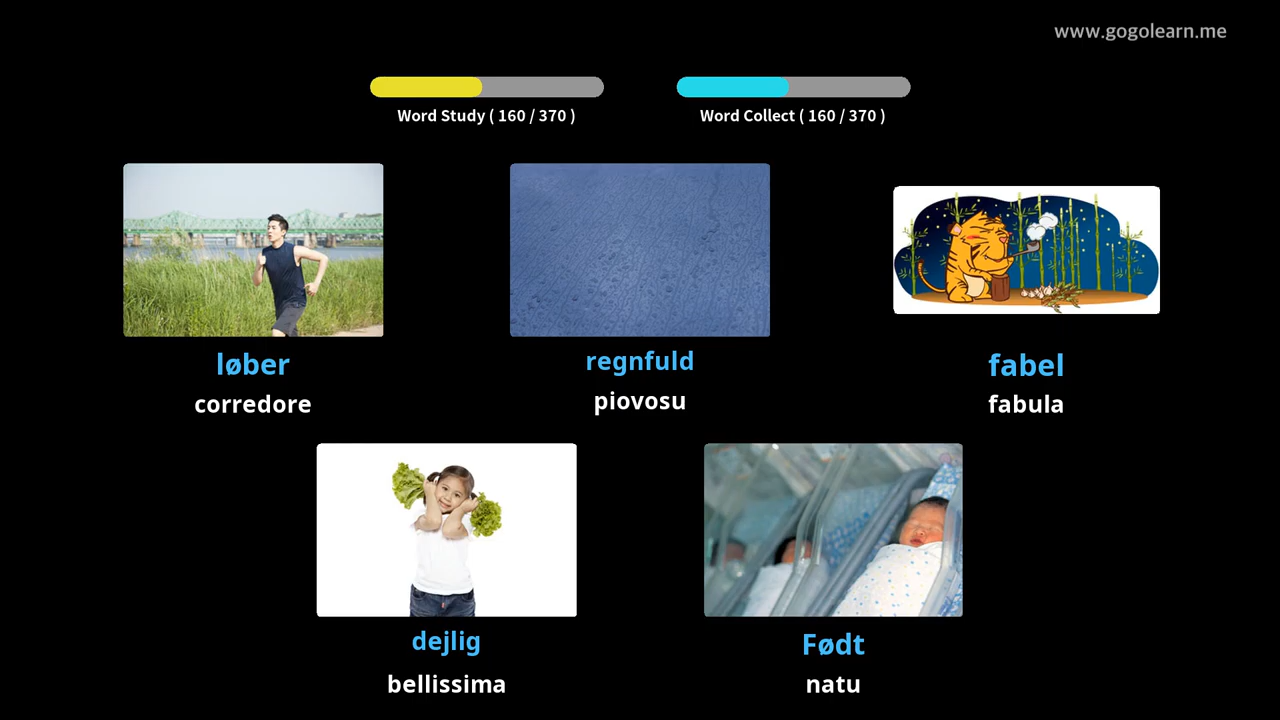 www.gogolearn.me
Word Study ( 160 / 370 )
Word Collect ( 160 / 370 )
løber
corredore
regnfuld
piovosu
fabel
fabula
dejlig
bellissima
Født
natu